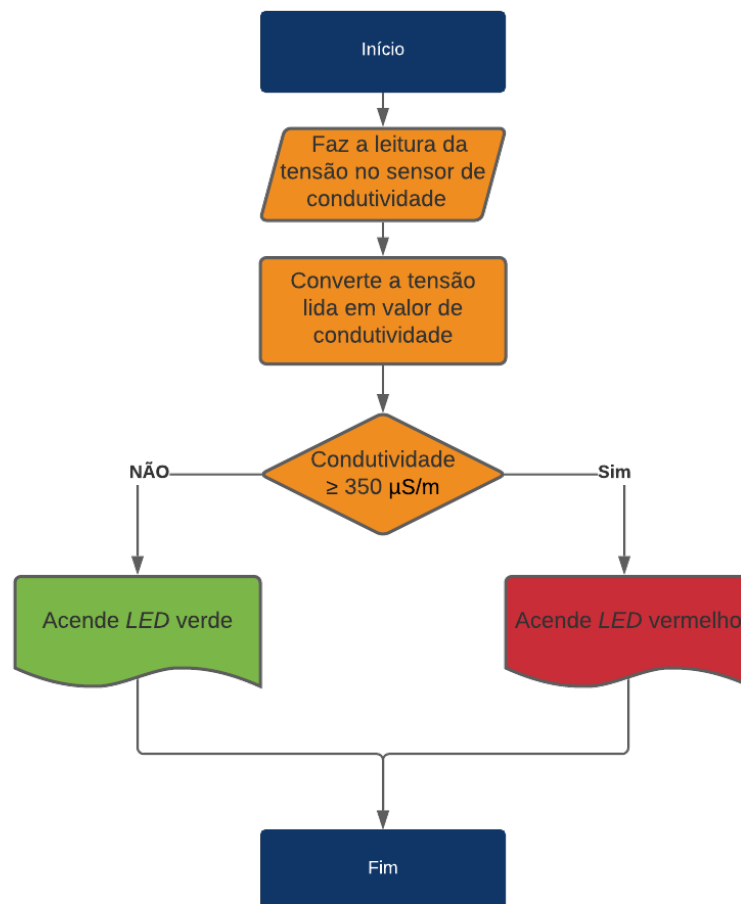 Início
Faz a leitura da
tensão no sensor de
condutividade
Converte a tensão
lida em valor de
condutividade
Condutividade
≥ 350 µS/m
NÃO
Sim
Acende LED verde
Acende LED vermelho
Fim